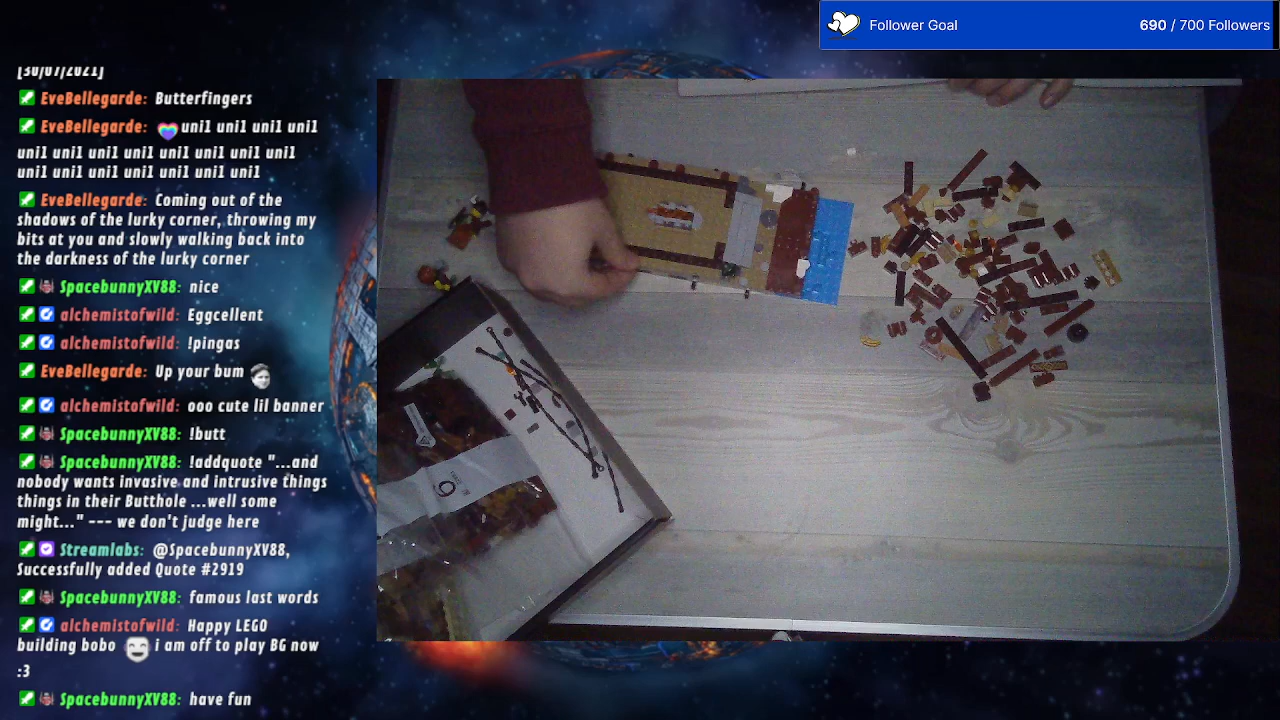 Follower Goal
690 / 700 Followers
[30/07/2021]
EveBellegarde: Butterfingers
EveBellegarde: uni1 uni1 uni1 uni1
uni1 uni1 uni1 uni1 uni1 uni1 uni1 uni1
uni1 uni1 uni1 uni1 uni1 uni1 uni1
EveBellegarde: Coming out of the
shadows of the lurky corner, throwing my
bits at you and slowly walking back into
the darkness of the lurky corner
SpacebunnyXV88: nice
alchemistofwild: Eggcellent
alchemistofwild: !pingas
EveBellegarde: Up your bum
alchemistofwild: ooo cute lil banner
SpacebunnyXV88: !butt
SpacebunnyXV88: !addquote "...and
nobody wants invasive and intrusive things
things in their Butthole ...well some
might..." --- we don't judge here
Streamlabs: @SpacebunnyXV88,
Successfully added Quote #2919
SpacebunnyXV88: famous last words
alchemistofwild: Happy LEGO
building bobo i am off to play BG now
:3
SpacebunnyXV88: have fun